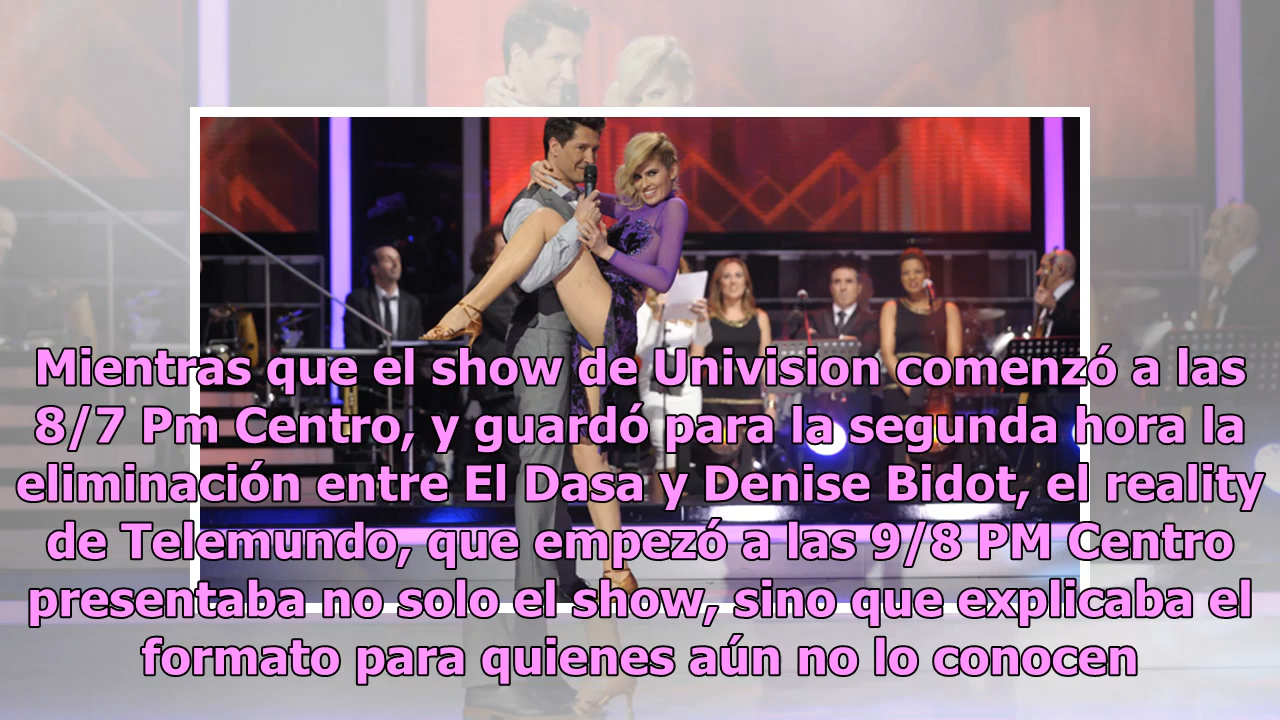 Mientras que el show de Univision comenzó a las
8/7 Pm Centro, y guardó para la segunda hora la
eliminación entre El Dasa y Denise Bidot, el reality
de Telemundo, que empezó a las 9/8 PM Centro
presentaba no solo el show, sino que explicaba el
formato para quienes aún no lo conocen